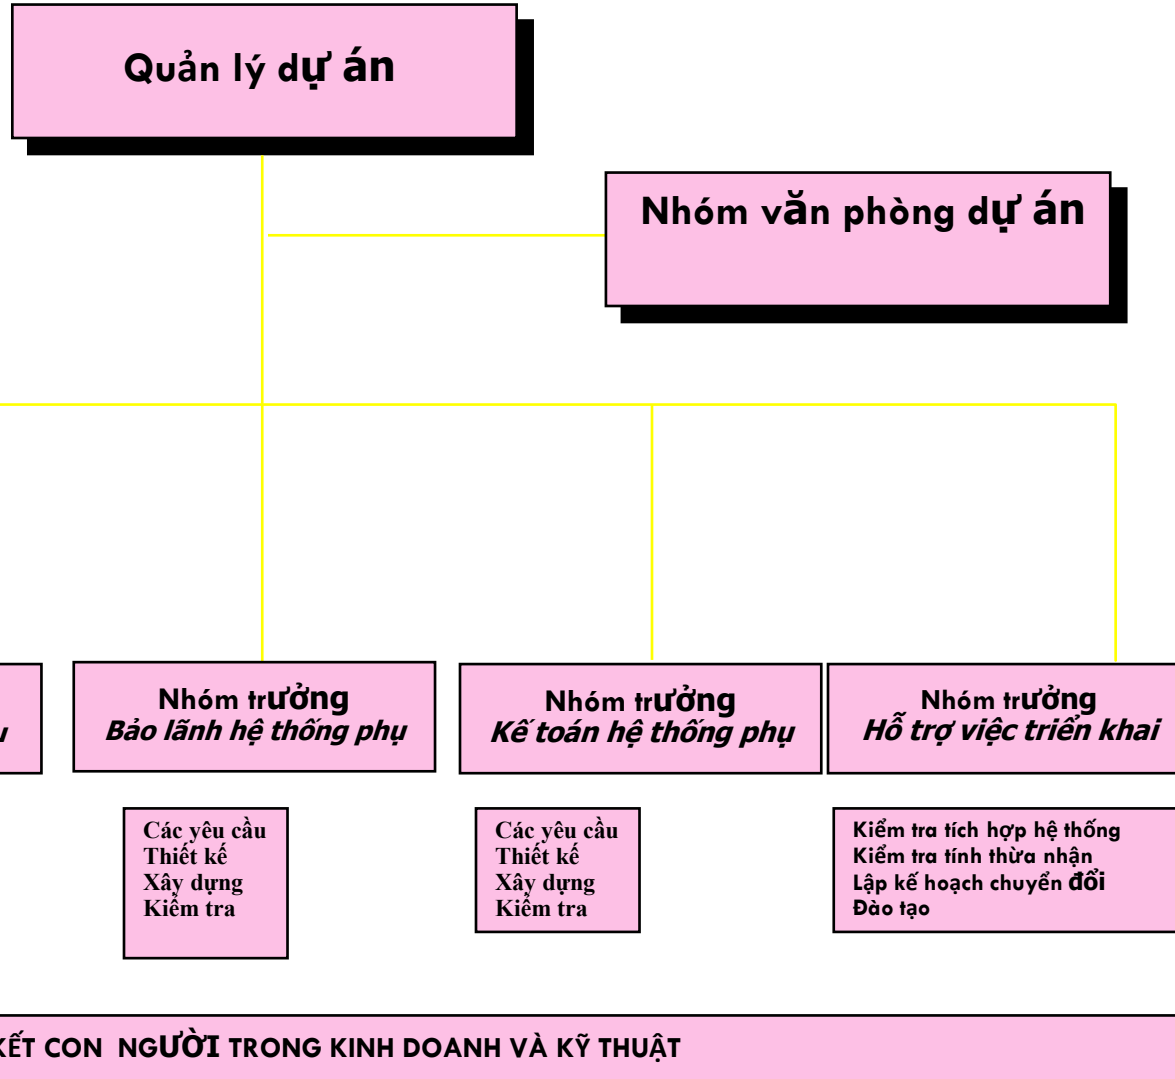 Quản lý dự án
Nhóm văn phòng dự án
Nhóm trưởng
Bảo lãnh hệ thống phụ
Nhóm trưởng
Kế toán hệ thống phụ
Nhóm trưởng
Hỗ trợ việc triển khai
Các yêu cầu
Thiết kế
Xây dựng
Kiểm tra
Các yêu cầu
Thiết kế
Xây dựng
Kiểm tra
Kiểm tra tích hợp hệ thống
Kiểm tra tính thừa nhận
Lập kế hoạch chuyển đổi
Đào tạo
KẾT CON NGƯỜI TRONG KINH DOANH VÀ KỸ THUẬT